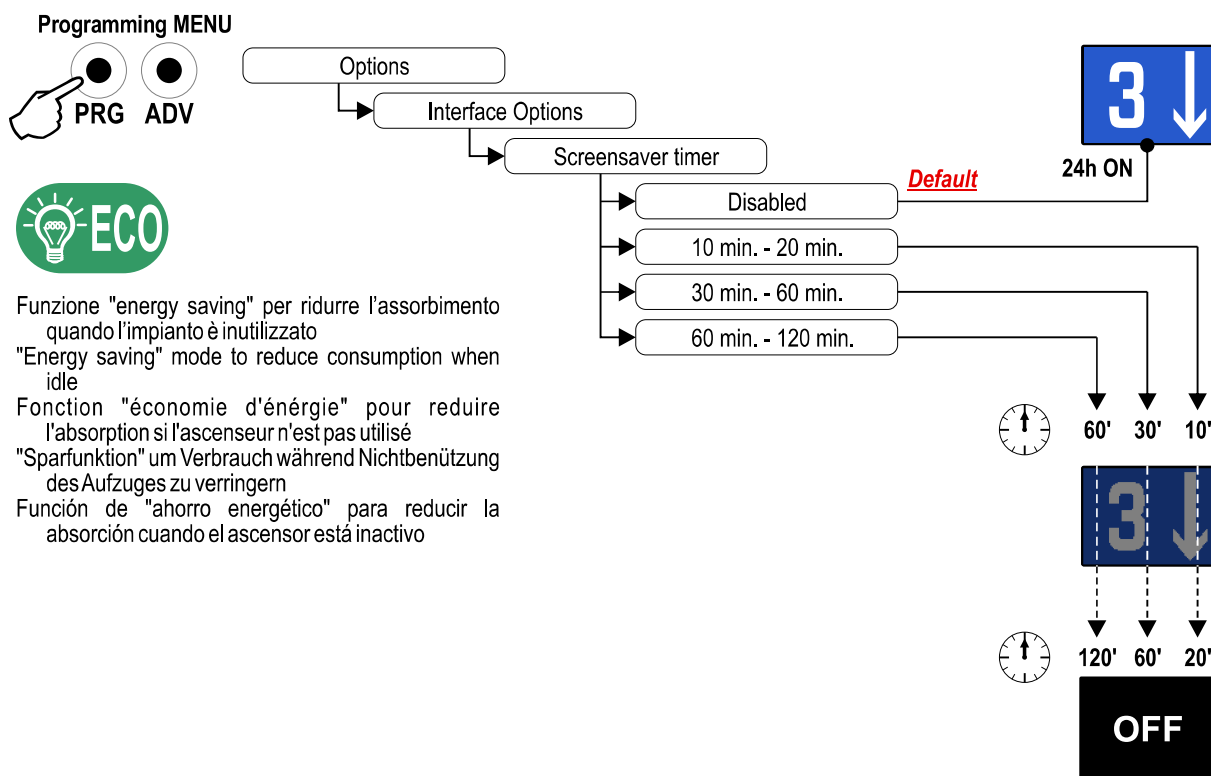 Programming MENU
PRG ADV
Options
Interface Options
Screensaver timer
Default
Disabled
10 min. - 20 min.
30 min. - 60 min.
60 min. - 120 min.
3
24h ON
ECO
Funzione "energy saving" per ridurre l'assorbimento
quando l'impianto è inutilizzato
"Energy saving" mode to reduce consumption when
idle
Fonction "économie d'énérgie" pour reduire
l'absorption si l'ascenseur n'est pas utilisé
"Sparfunktion" um Verbrauch während Nichtbenützung
des Aufzuges zu verringern
Función de "ahorro energético" para reducir la
absorción cuando el ascensor está inactivo
60' 30' 10'
3
120' 60' 20'
OFF